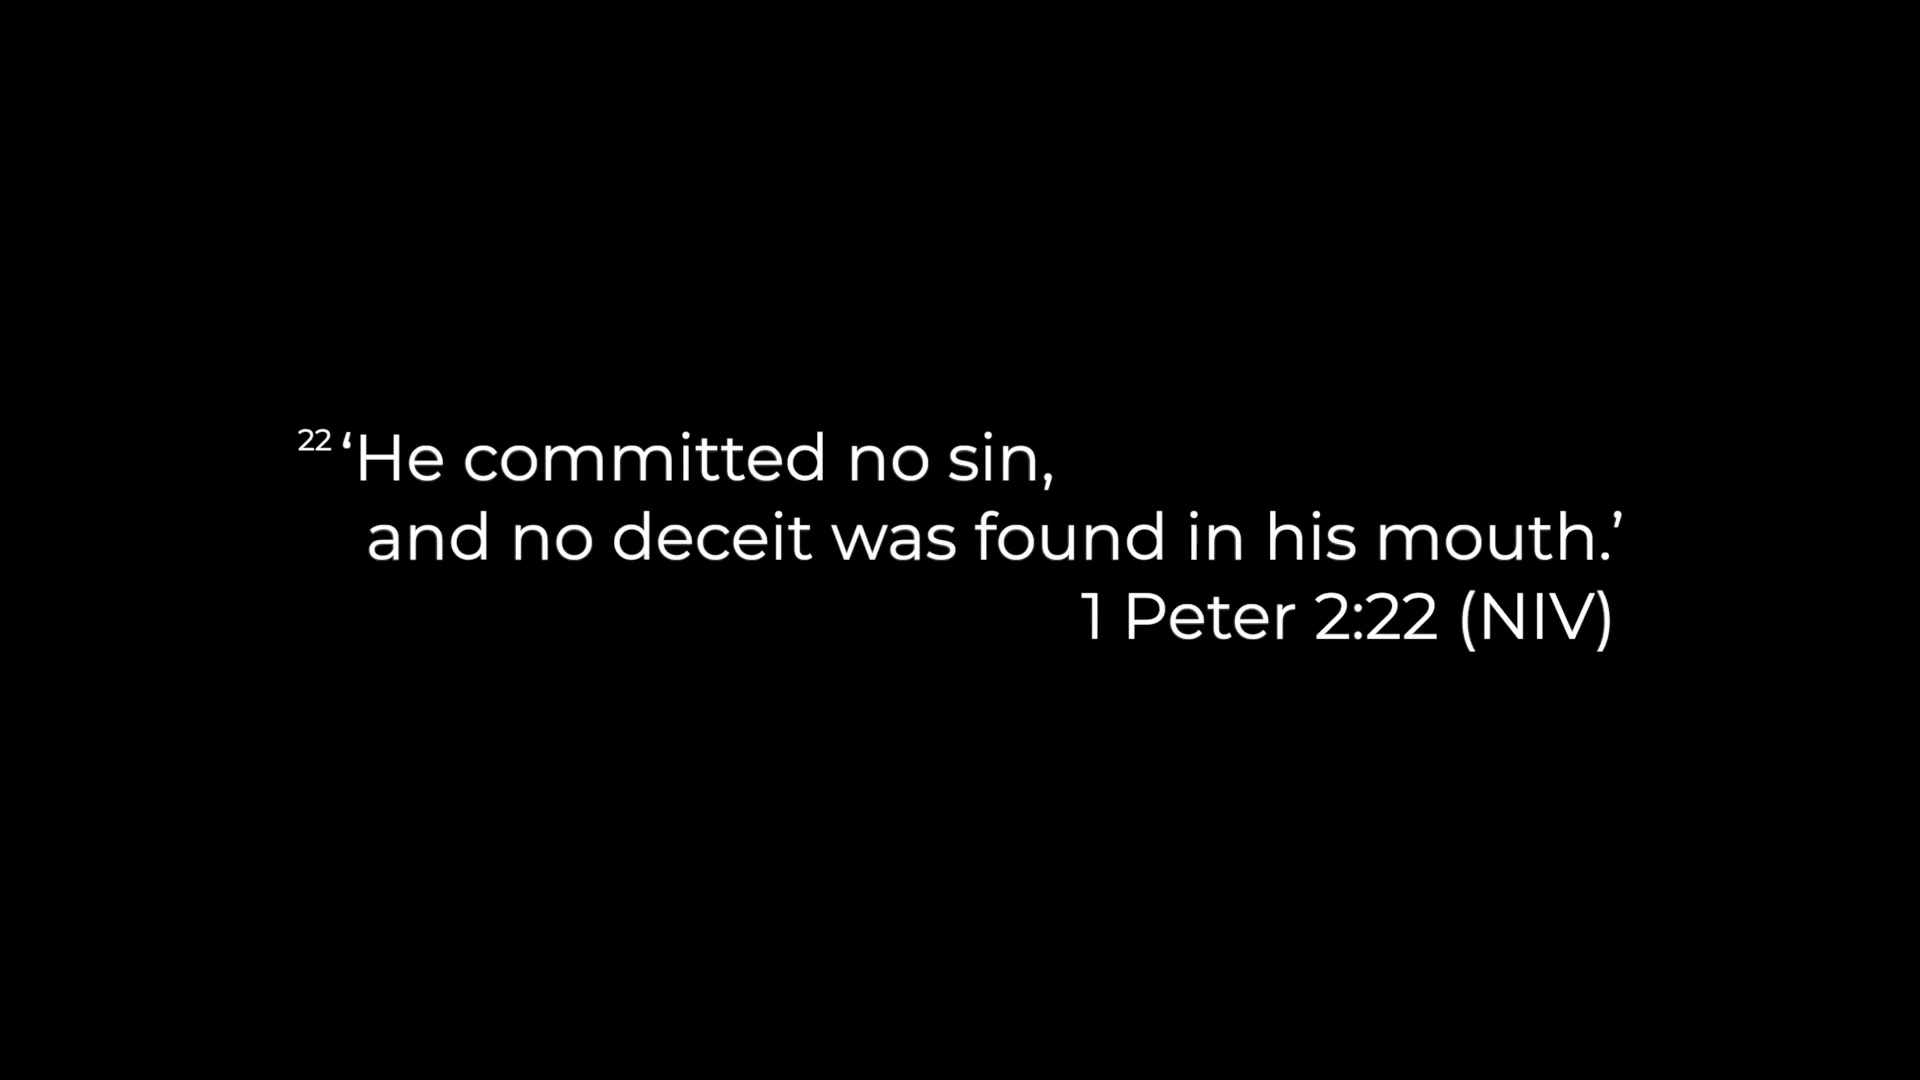 22 ‘He committed no sin,
and no deceit was found in his mouth.’
1 Peter 2:22 (NIV)